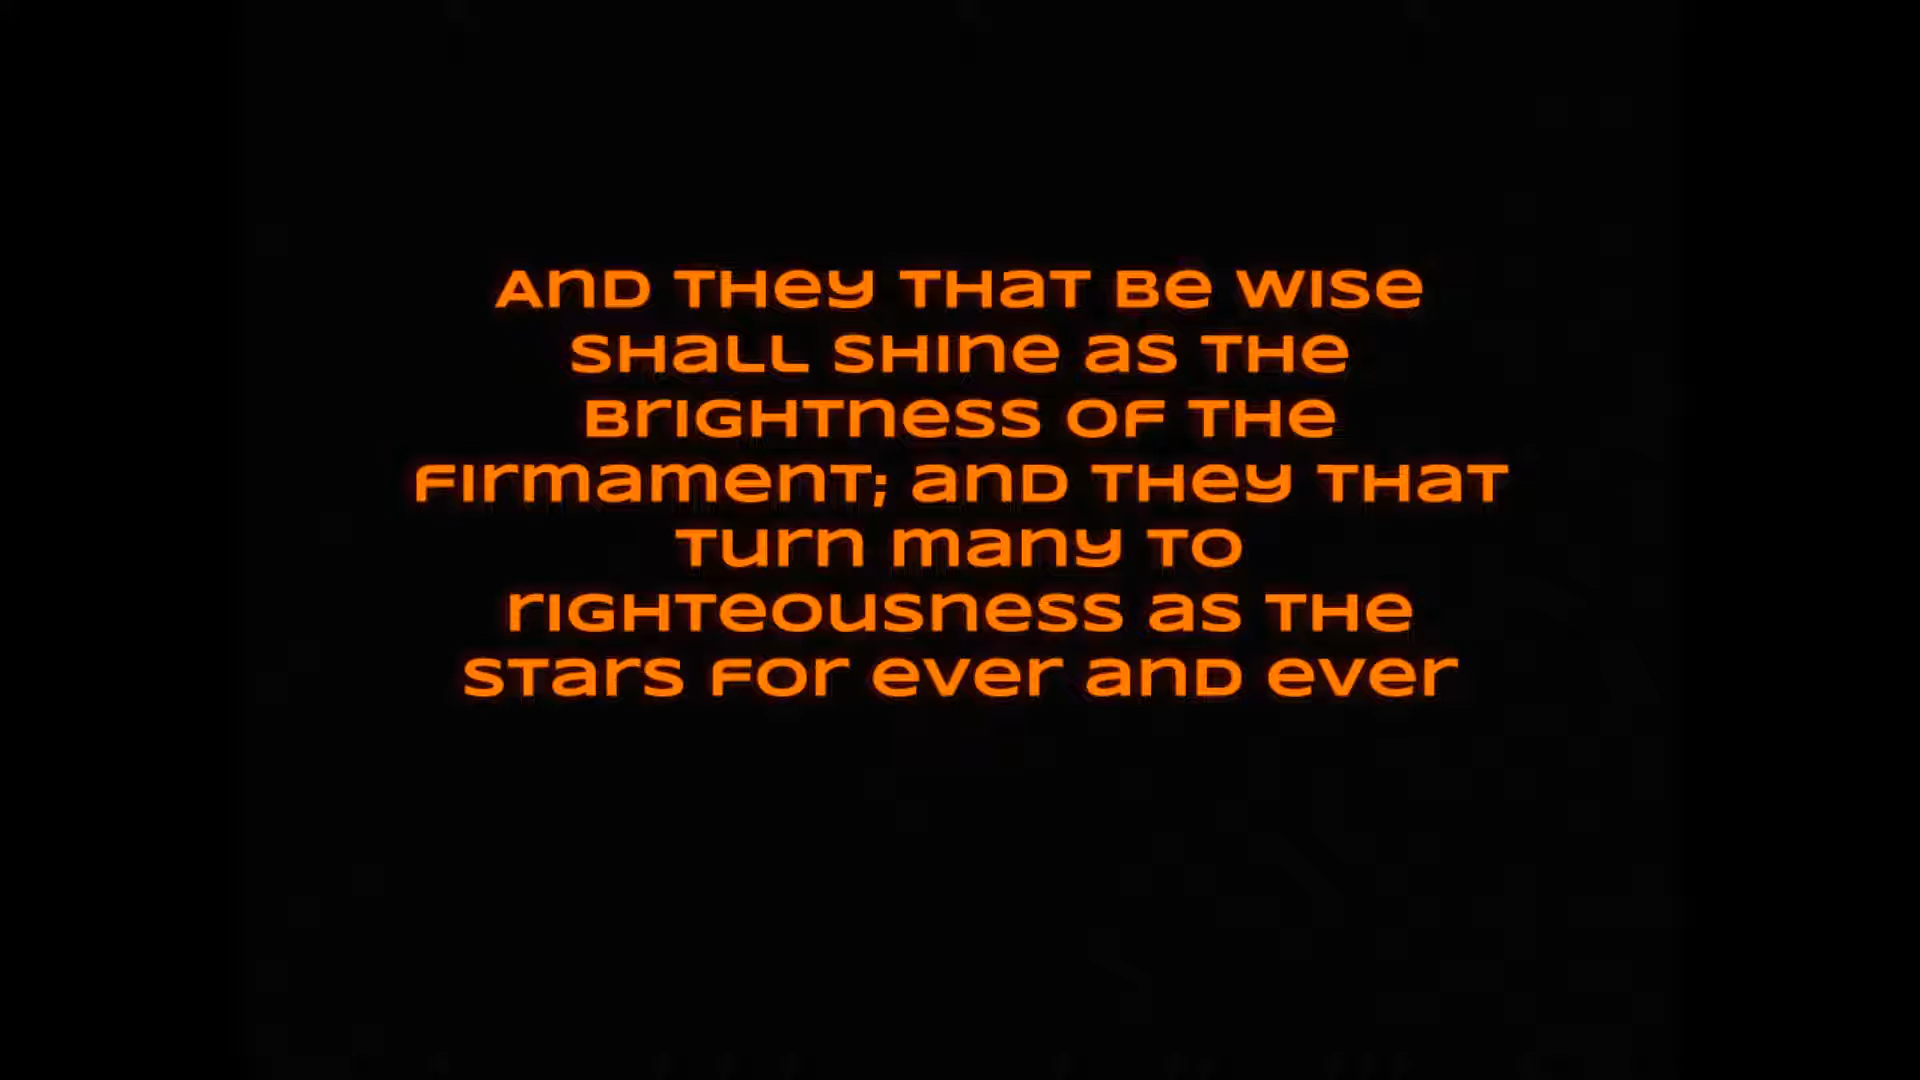 And they that be wise
shall shine as the
brightness of the
firmament; and they that
turn many to
righteousness as the
stars for ever and ever